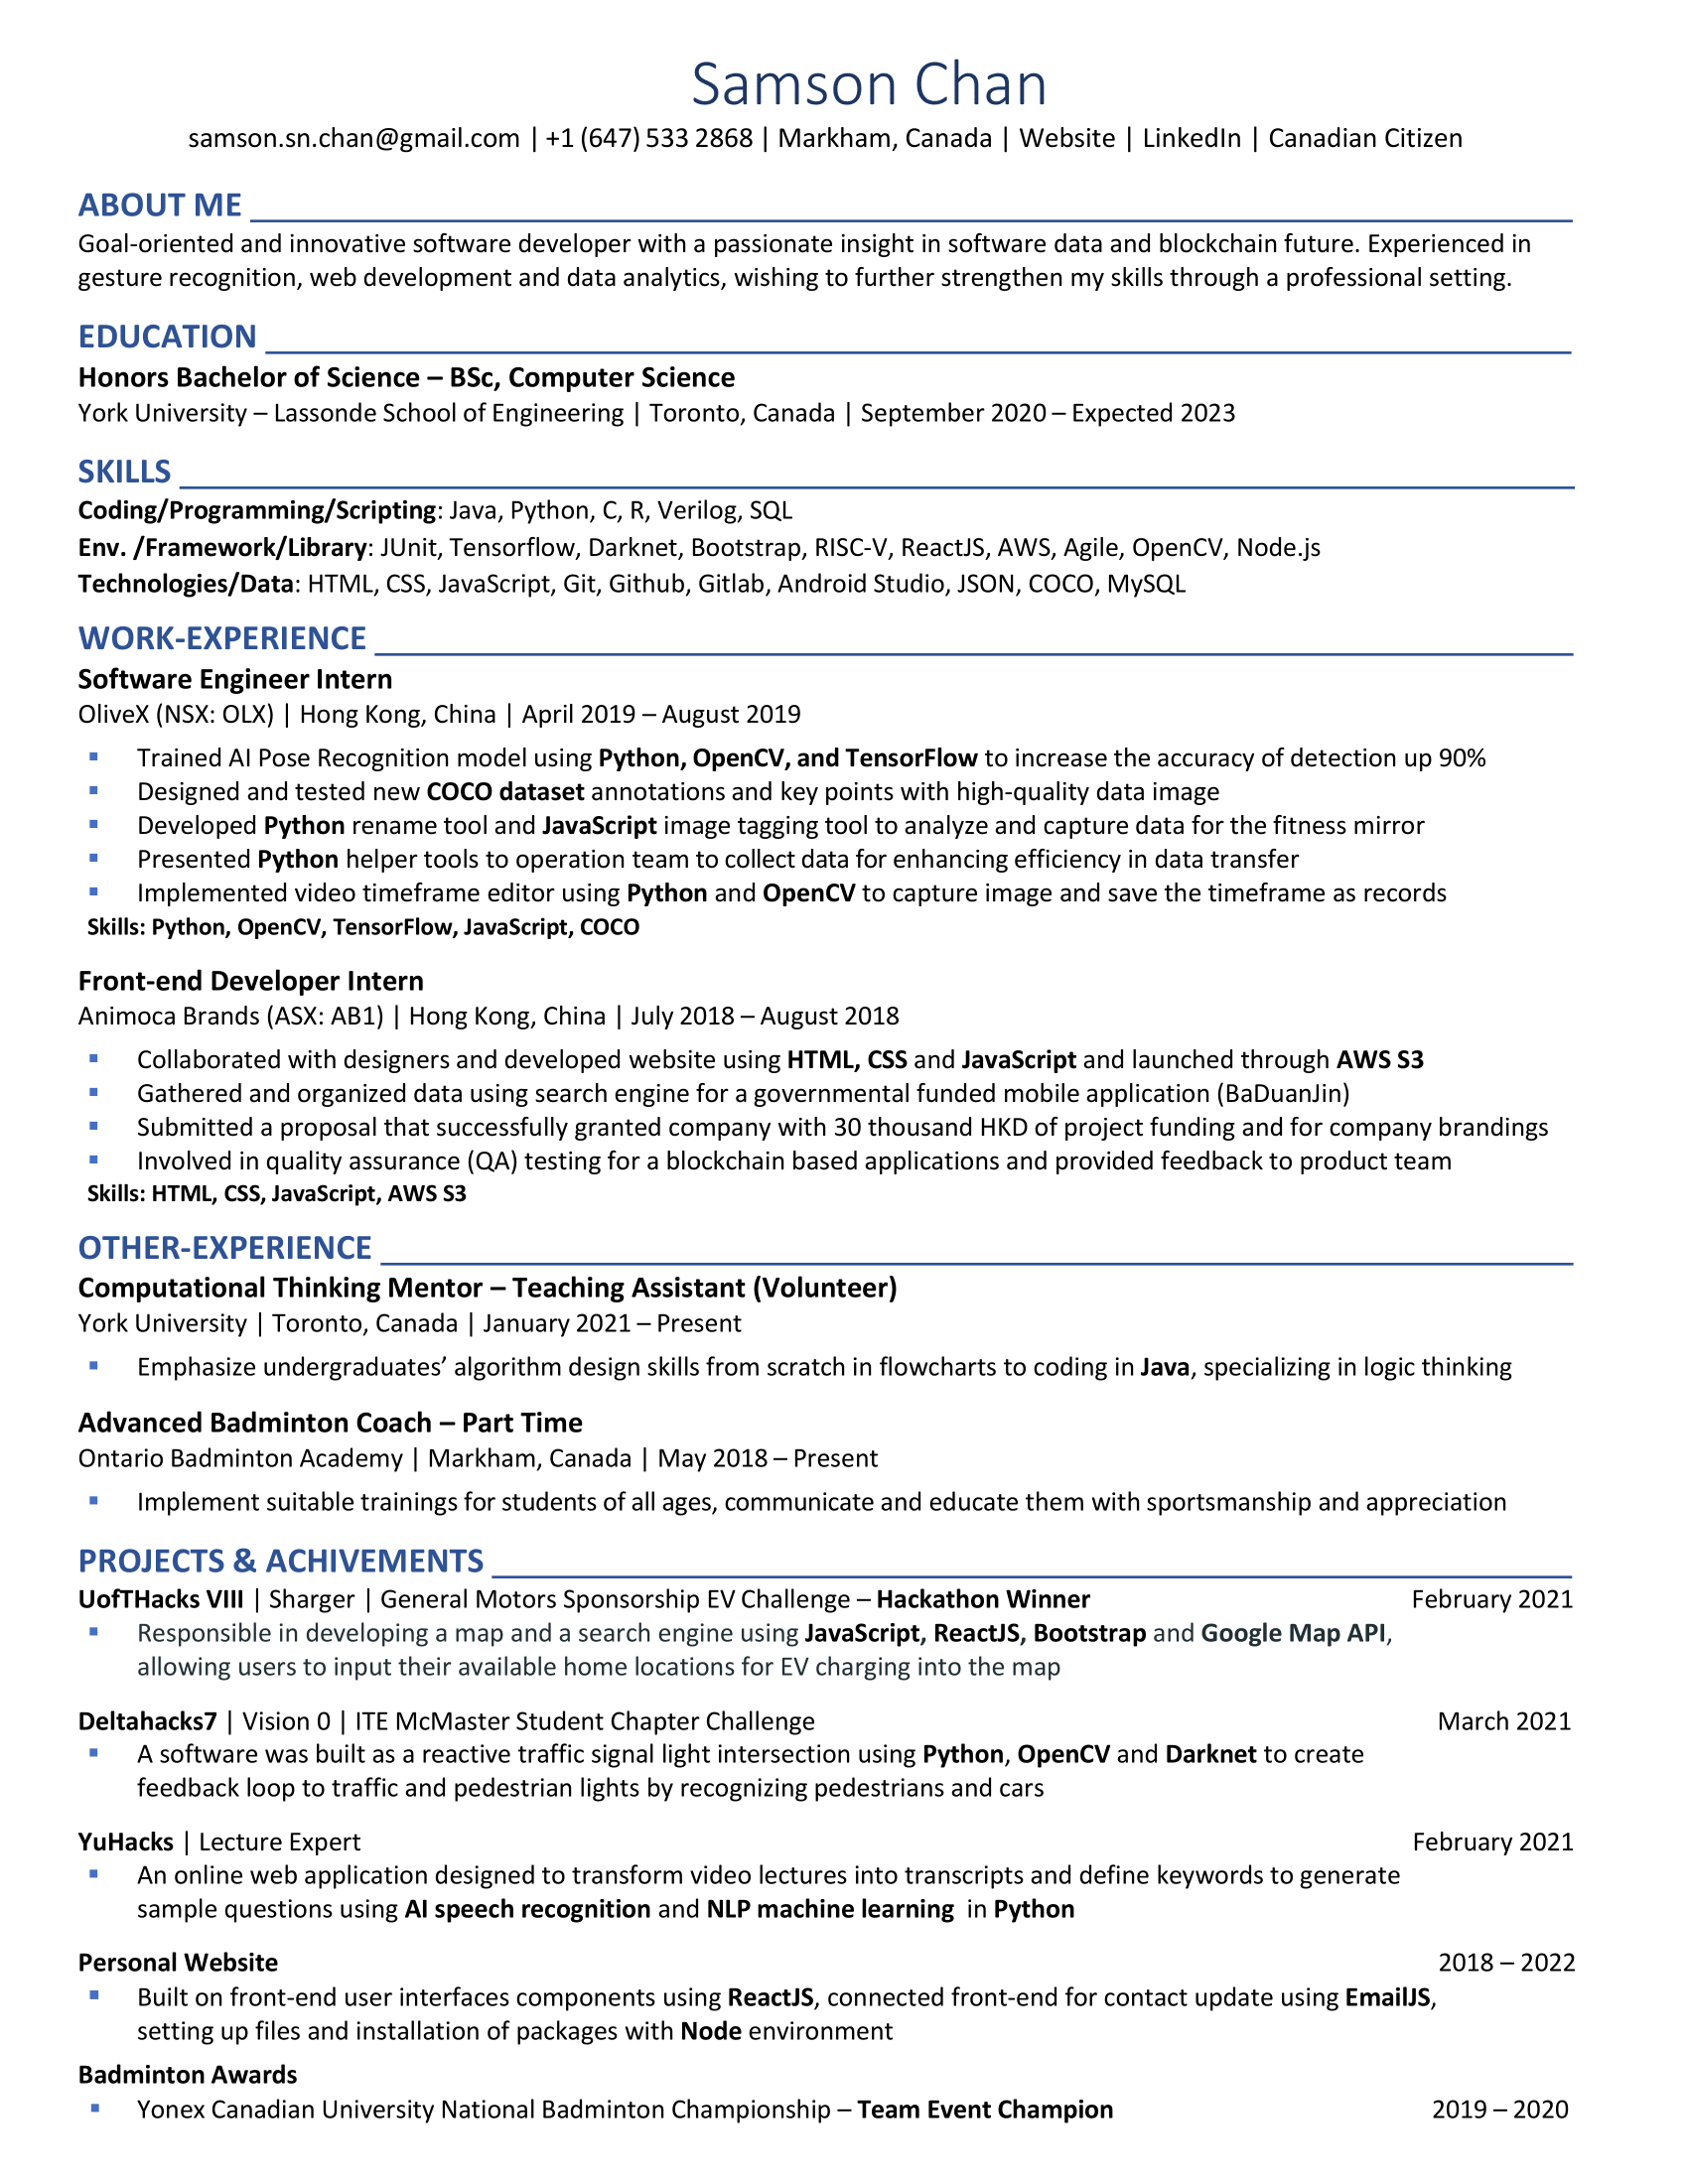 Samson Chan
samson.sn.chan@gmail.com | +1 (647) 533 2868 | Markham, Canada | Website | LinkedIn | Canadian Citizen
ABOUT ME
Goal-oriented and innovative software developer with a passionate insight in software data and blockchain future. Experienced in
gesture recognition, web development and data analytics, wishing to further strengthen my skills through a professional setting.
EDUCATION
Honors Bachelor of Science – BSc, Computer Science
York University – Lassonde School of Engineering | Toronto, Canada | September 2020 – Expected 2023
SKILLS
Coding/Programming/Scripting: Java, Python, C, R, Verilog, SQL
Env. /Framework/Library: JUnit, Tensorflow, Darknet, Bootstrap, RISC-V, ReactJS, AWS, Agile, OpenCV, Node.js
Technologies/Data: HTML, CSS, JavaScript, Git, Github, Gitlab, Android Studio, JSON, COCO, MySQL
WORK-EXPERIENCE
Software Engineer Intern
OliveX (NSX: OLX) | Hong Kong, China | April 2019 – August 2019
▪ Trained AI Pose Recognition model using Python, OpenCV, and TensorFlow to increase the accuracy of detection up 90%
▪ Designed and tested new COCO dataset annotations and key points with high-quality data image
▪ Developed Python rename tool and JavaScript image tagging tool to analyze and capture data for the fitness mirror
▪ Presented Python helper tools to operation team to collect data for enhancing efficiency in data transfer
▪ Implemented video timeframe editor using Python and OpenCV to capture image and save the timeframe as records
Skills: Python, OpenCV, TensorFlow, JavaScript, COCO
Front-end Developer Intern
Animoca Brands (ASX: AB1) | Hong Kong, China | July 2018 – August 2018
▪ Collaborated with designers and developed website using HTML, CSS and JavaScript and launched through AWS S3
▪ Gathered and organized data using search engine for a governmental funded mobile application (BaDuanJin)
▪ Submitted a proposal that successfully granted company with 30 thousand HKD of project funding and for company brandings
▪ Involved in quality assurance (QA) testing for a blockchain based applications and provided feedback to product team
Skills: HTML, CSS, JavaScript, AWS S3
OTHER-EXPERIENCE
Computational Thinking Mentor – Teaching Assistant (Volunteer)
York University | Toronto, Canada | January 2021 – Present
▪ Emphasize undergraduates’ algorithm design skills from scratch in flowcharts to coding in Java, specializing in logic thinking
Advanced Badminton Coach – Part Time
Ontario Badminton Academy | Markham, Canada | May 2018 – Present
▪ Implement suitable trainings for students of all ages, communicate and educate them with sportsmanship and appreciation
PROJECTS & ACHIVEMENTS
UofTHacks VIII | Sharger | General Motors Sponsorship EV Challenge – Hackathon Winner February 2021
▪ Responsible in developing a map and a search engine using JavaScript, ReactJS, Bootstrap and Google Map API,
allowing users to input their available home locations for EV charging into the map
Deltahacks7 | Vision 0 | ITE McMaster Student Chapter Challenge March 2021
▪ A software was built as a reactive traffic signal light intersection using Python, OpenCV and Darknet to create
feedback loop to traffic and pedestrian lights by recognizing pedestrians and cars
YuHacks | Lecture Expert February 2021
▪ An online web application designed to transform video lectures into transcripts and define keywords to generate
sample questions using AI speech recognition and NLP machine learning in Python
Personal Website 2018 – 2022
▪ Built on front-end user interfaces components using ReactJS, connected front-end for contact update using EmailJS,
setting up files and installation of packages with Node environment
Badminton Awards
▪ Yonex Canadian University National Badminton Championship – Team Event Champion 2019 – 2020